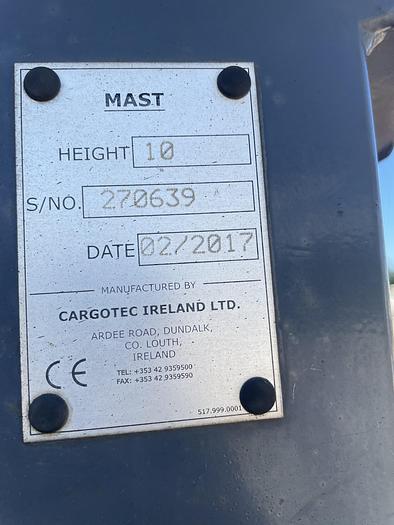 MAST
HEIGHT 10
S/NO. 270639
DATE 02/2017
MANUFACTURED BY
CARGOTEC IRELAND LTD.
ARDEE ROAD, DUNDALK,
CO. LOUTH,
IRELAND
CE
TEL: +353 42 9359500
FAX: +353 42 9359590
517.999.0001